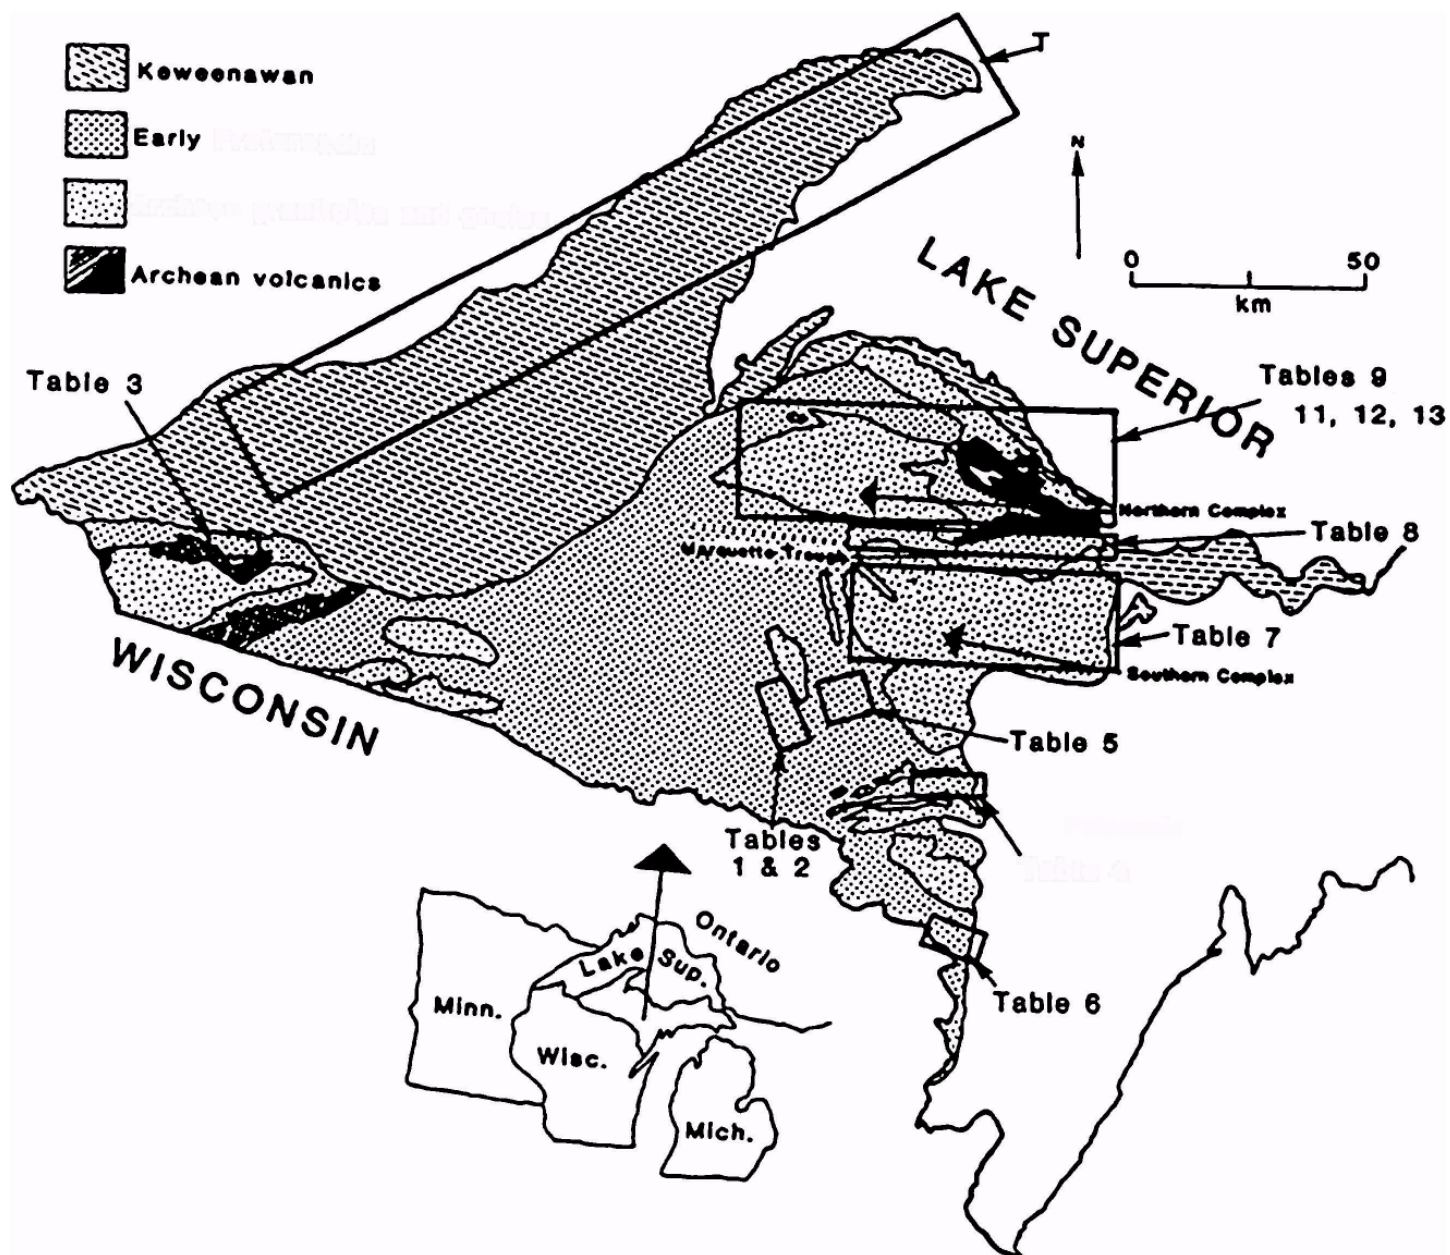 Keweenawan
Early
Archean volcanics
T
N
0 50
km
LAKE SUPERIOR
Table 3
Tables 9
11, 12, 13
Northern Complex
Table 8
Marquette Trough
Table 7
Southern Complex
WISCONSIN
Table 5
Tables
1 & 2
Table 6
Ontario
Lake Sup.
Minn.
Wisc.
Mich.